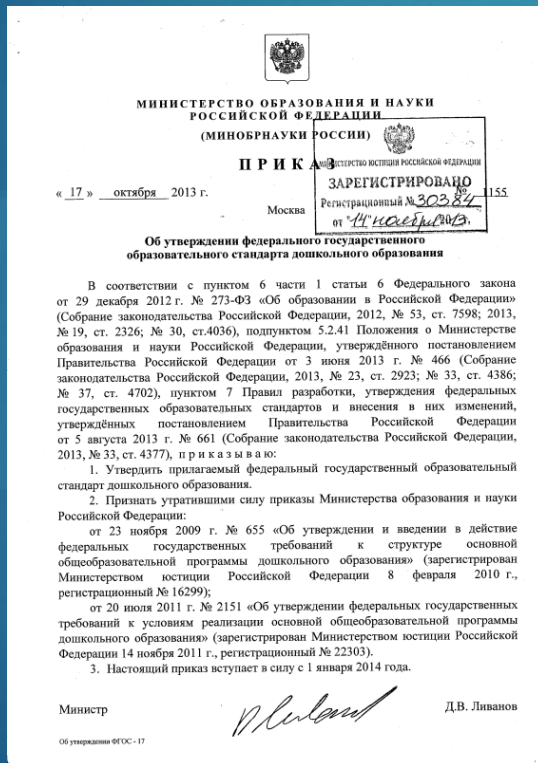 МИНИСТЕРСТВО ОБРАЗОВАНИЯ И НАУКИ
РОССИЙСКОЙ ФЕДЕРАЦИИ
(МИНОБРНАУКИ РОССИИ)
ПРИКАЗ
МИНИСТЕРСТВО ЮСТИЦИИ РОССИЙСКОЙ ФЕДЕРАЦИИ
ЗАРЕГИСТРИРОВАНО
Регистрационный № 30384
от "14" ноября 2013.
« 17 » октября 2013 г.
№ 1155
Москва
Об утверждении федерального государственного
образовательного стандарта дошкольного образования
В соответствии с пунктом 6 части 1 статьи 6 Федерального закона
от 29 декабря 2012 г. № 273-ФЗ «Об образовании в Российской Федерации»
(Собрание законодательства Российской Федерации, 2012, № 53, ст. 7598; 2013,
№ 19, ст. 2326; № 30, ст.4036), подпунктом 5.2.41 Положения о Министерстве
образования и науки Российской Федерации, утверждённого постановлением
Правительства Российской Федерации от 3 июня 2013 г. № 466 (Собрание
законодательства Российской Федерации, 2013, № 23, ст. 2923; № 33, ст. 4386;
№ 37, ст. 4702), пунктом 7 Правил разработки, утверждения федеральных
государственных образовательных стандартов и внесения в них изменений,
утверждённых постановлением Правительства Российской Федерации
от 5 августа 2013 г. № 661 (Собрание законодательства Российской Федерации,
2013, № 33, ст. 4377), п р и к а з ы в а ю:
1. Утвердить прилагаемый федеральный государственный образовательный
стандарт дошкольного образования.
2. Признать утратившими силу приказы Министерства образования и науки
Российской Федерации:
от 23 ноября 2009 г. № 655 «Об утверждении и введении в действие
федеральных государственных требований к структуре основной
общеобразовательной программы дошкольного образования» (зарегистрирован
Министерством юстиции Российской Федерации 8 февраля 2010 г.,
регистрационный № 16299);
от 20 июля 2011 г. № 2151 «Об утверждении федеральных государственных
требований к условиям реализации основной общеобразовательной программы
дошкольного образования» (зарегистрирован Министерством юстиции Российской
Федерации 14 ноября 2011 г., регистрационный № 22303).
3. Настоящий приказ вступает в силу с 1 января 2014 года.
Министр
Д.В. Ливанов
Об утверждении ФГОС - 17